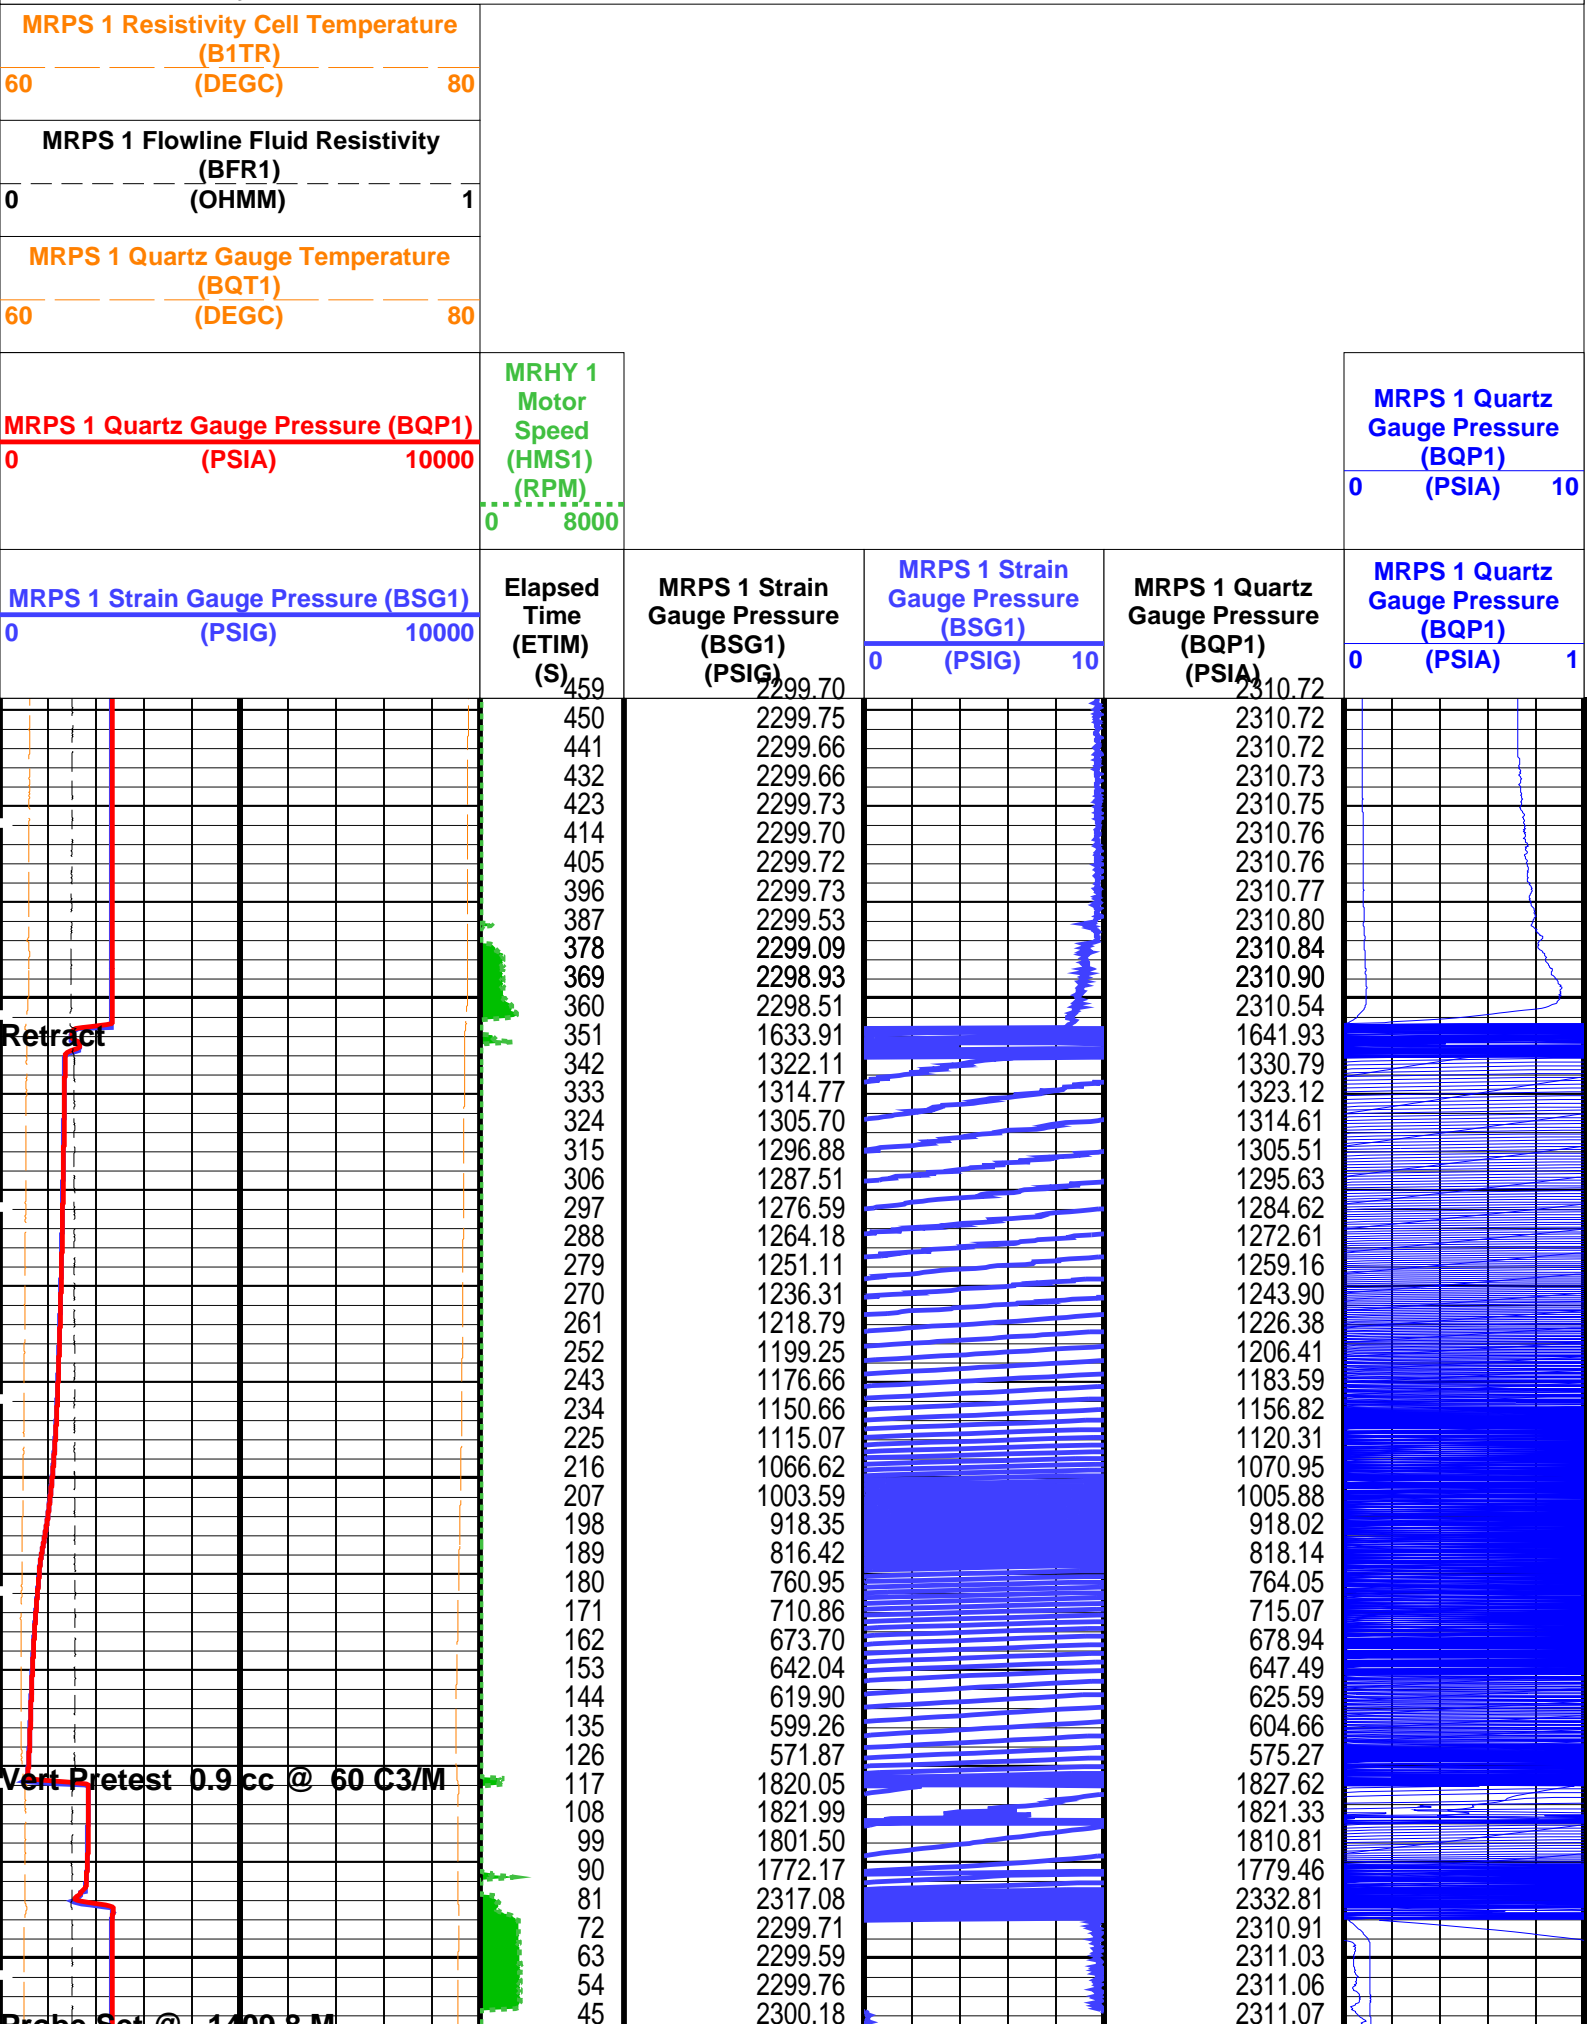 MRPS 1 Resistivity Cell Temperature
(B1TR)
60 (DEGC) 80
MRPS 1 Flowline Fluid Resistivity
(BFR1)
0 (OHMM) 1
MRPS 1 Quartz Gauge Temperature
(BQT1)
60 (DEGC) 80
MRPS 1 Quartz Gauge Pressure (BQP1)
0 (PSIA) 10000
MRHY 1
Motor
Speed
(HMS1)
(RPM)
0 8000
MRPS 1 Quartz
Gauge Pressure
(BQP1)
0 (PSIA) 10
MRPS 1 Strain Gauge Pressure (BSG1)
0 (PSIG) 10000
Elapsed
Time
(ETIM)
(S)
MRPS 1 Strain
Gauge Pressure
(BSG1)
(PSIG)
MRPS 1 Strain
Gauge Pressure
(BSG1)
0 (PSIG) 10
MRPS 1 Quartz
Gauge Pressure
(BQP1)
(PSIA)
MRPS 1 Quartz
Gauge Pressure
(BQP1)
0 (PSIA) 1
459 2299.70 2310.72
450 2299.75 2310.72
441 2299.66 2310.72
432 2299.66 2310.73
423 2299.73 2310.75
414 2299.70 2310.76
405 2299.72 2310.76
396 2299.73 2310.77
387 2299.53 2310.80
378 2299.09 2310.84
369 2298.93 2310.90
360 2298.51 2310.54
Retract 351 1633.91 1641.93
342 1322.11 1330.79
333 1314.77 1323.12
324 1305.70 1314.61
315 1296.88 1305.51
306 1287.51 1295.63
297 1276.59 1284.62
288 1264.18 1272.61
279 1251.11 1259.16
270 1236.31 1243.90
261 1218.79 1226.38
252 1199.25 1206.41
243 1176.66 1183.59
234 1150.66 1156.82
225 1115.07 1120.31
216 1066.62 1070.95
207 1003.59 1005.88
198 918.35 918.02
189 816.42 818.14
180 760.95 764.05
171 710.86 715.07
162 673.70 678.94
153 642.04 647.49
144 619.90 625.59
135 599.26 604.66
126 571.87 575.27
Vert Pretest 0.9 cc @ 60 C3/M 117 1820.05 1827.62
108 1821.99 1821.33
99 1801.50 1810.81
90 1772.17 1779.46
81 2317.08 2332.81
72 2299.71 2310.91
63 2299.59 2311.03
54 2299.76 2311.06
45 2300.18 2311.07
Probe Set @ 1409.8 M